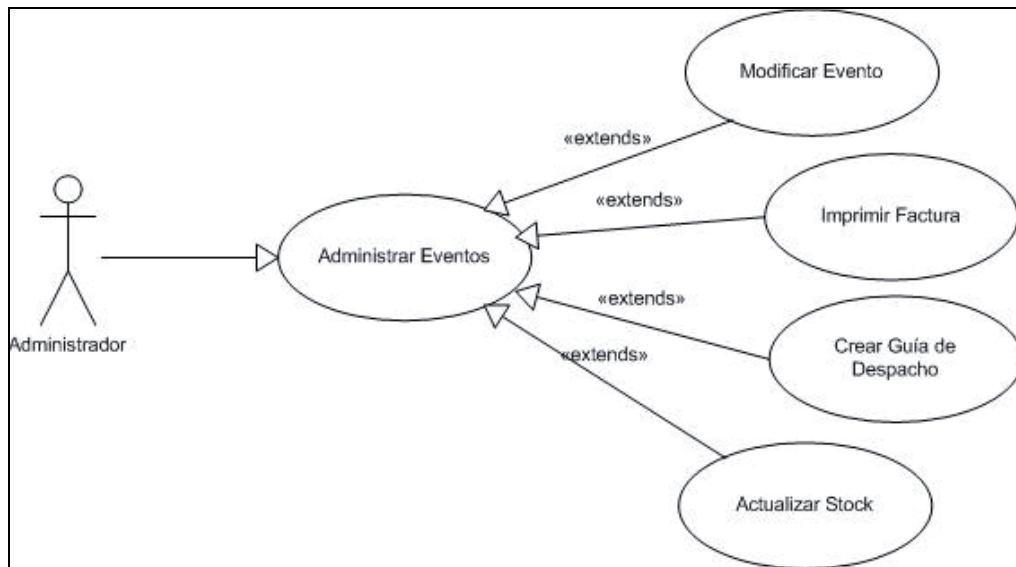 Modificar Evento
«extends»
«extends»
Imprimir Factura
Administrar Eventos
«extends»
Crear Guía de
Despacho
Administrador
«extends»
Actualizar Stock